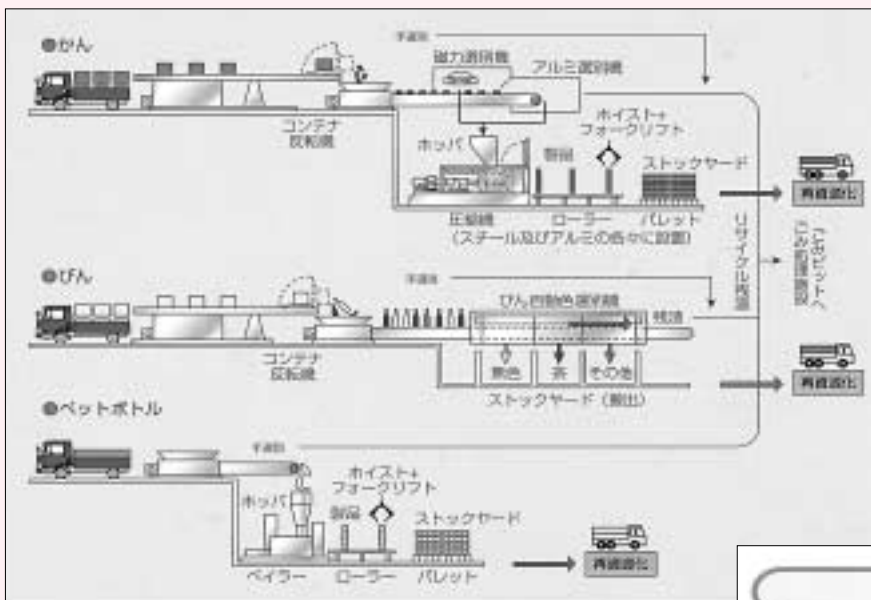 ●かん
手選別
磁力選別機
アルミ選別機
コンテナ
反転機
ホッパ
製品
ホイスト+
フォークリフト
ストックヤード
圧縮機
ローラー
パレット
(スチール及びアルミの各々に設置)
再資源化
リサイクル残渣
ごみピットへ
ごみ処理施設
●びん
手選別
びん自動色選別機
残渣
コンテナ
反転機
無色
茶
その他
ストックヤード(搬出)
再資源化
●ペットボトル
手選別
ホッパ
製品
ホイスト+
フォークリフト
ストックヤード
ベイラー
ローラー
パレット
再資源化